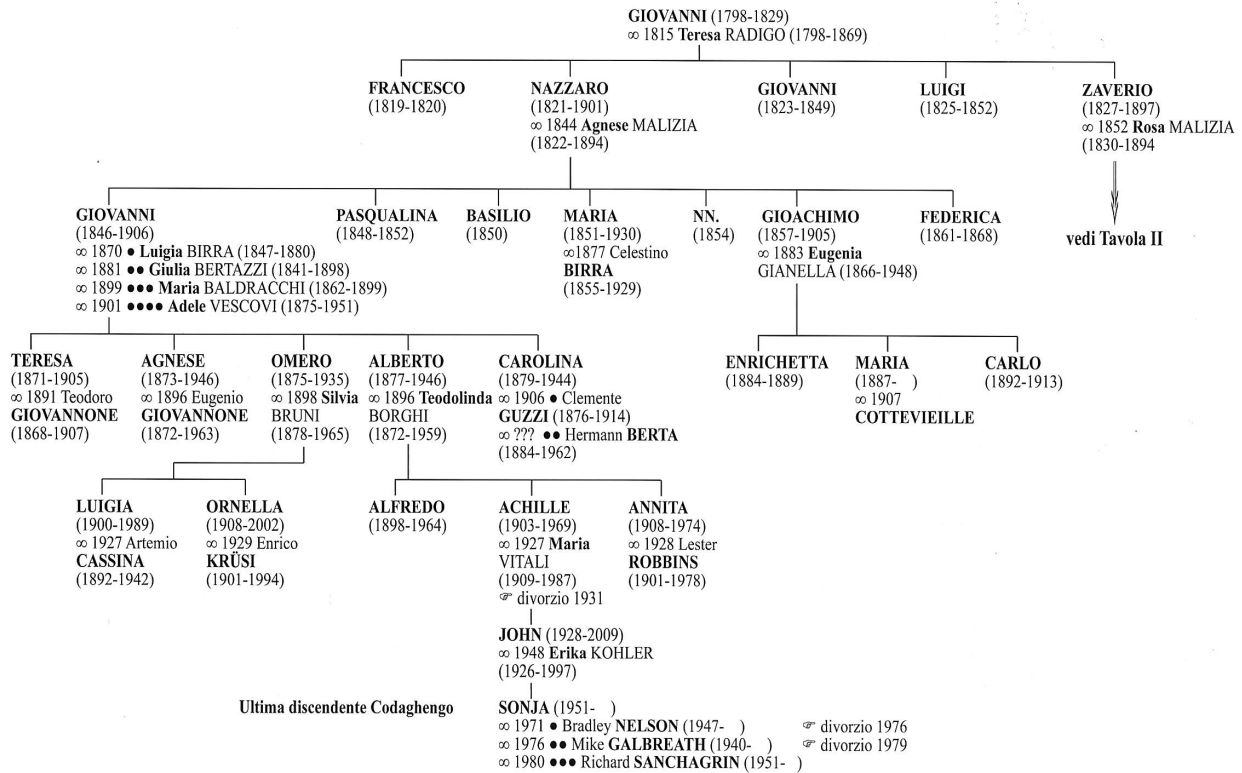 GIOVANNI (1798-1829)
∞ 1815 Teresa RADIGO (1798-1869)
FRANCESCO
(1819-1820)
NAZZARO
(1821-1901)
∞ 1844 Agnese MALIZIA
(1822-1894)
GIOVANNI
(1823-1849)
LUIGI
(1825-1852)
ZAVERIO
(1827-1897)
∞ 1852 Rosa MALIZIA
(1830-1894
vedi Tavola II
GIOVANNI
(1846-1906)
∞ 1870 ● Luigia BIRRA (1847-1880)
∞ 1881 ●● Giulia BERTAZZI (1841-1898)
∞ 1899 ●●● Maria BALDRACCHI (1862-1899)
∞ 1901 ●●●● Adele VESCOVI (1875-1951)
PASQUALINA
(1848-1852)
BASILIO
(1850)
MARIA
(1851-1930)
∞1877 Celestino
BIRRA
(1855-1929)
NN.
(1854)
GIOACHIMO
(1857-1905)
∞ 1883 Eugenia
GIANELLA (1866-1948)
FEDERICA
(1861-1868)
TERESA
(1871-1905)
∞ 1891 Teodoro
GIOVANNONE
(1868-1907)
AGNESE
(1873-1946)
∞ 1896 Eugenio
GIOVANNONE
(1872-1963)
OMERO
(1875-1935)
∞ 1898 Silvia
BRUNI
(1878-1965)
ALBERTO
(1877-1946)
∞ 1896 Teodolinda
BORGHI
(1872-1959)
CAROLINA
(1879-1944)
∞ 1906 ● Clemente
GUZZI (1876-1914)
∞ ??? ●● Hermann BERTA
(1884-1962)
ENRICHETTA
(1884-1889)
MARIA
(1887- )
∞ 1907
COTTEVIEILLE
CARLO
(1892-1913)
LUIGIA
(1900-1989)
∞ 1927 Artemio
CASSINA
(1892-1942)
ORNELLA
(1908-2002)
∞ 1929 Enrico
KRÜSI
(1901-1994)
ALFREDO
(1898-1964)
ACHILLE
(1903-1969)
∞ 1927 Maria
VITALI
(1909-1987)
☞ divorzio 1931
ANNITA
(1908-1974)
∞ 1928 Lester
ROBBINS
(1901-1978)
JOHN (1928-2009)
∞ 1948 Erika KOHLER
(1926-1997)
Ultima discendente Codaghengo
SONJA (1951- )
∞ 1971 ● Bradley NELSON (1947- ) ☞ divorzio 1976
∞ 1976 ●● Mike GALBREATH (1940- ) ☞ divorzio 1979
∞ 1980 ●●● Richard SANCHAGRIN (1951- )